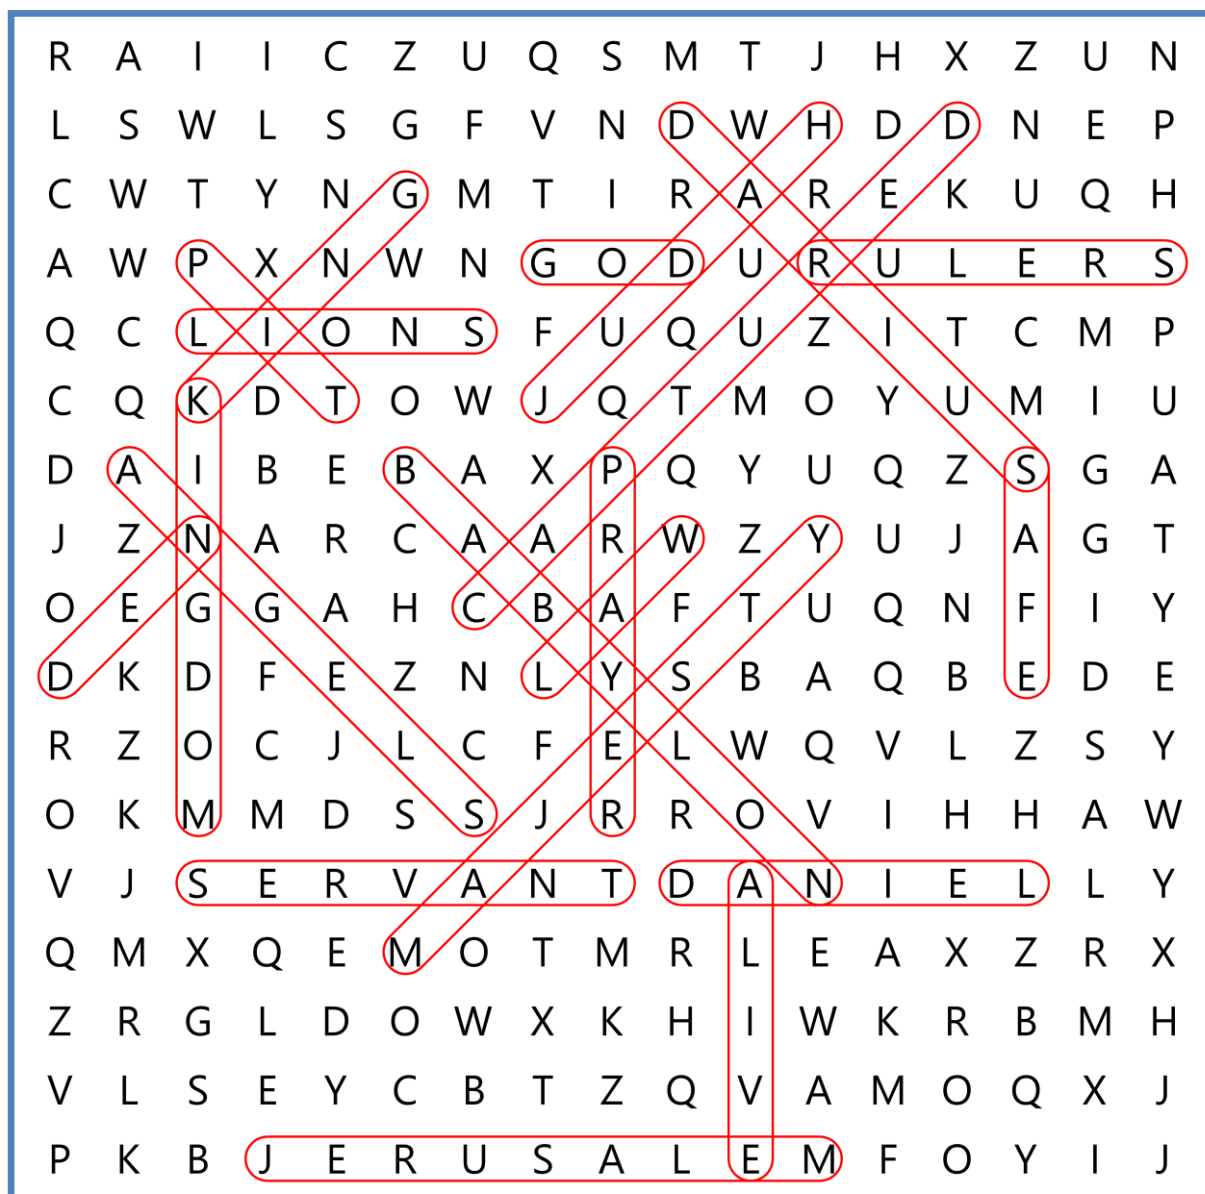 R A I I C Z U Q S M T J H X Z U N
L S W L S G F V N D W H D D N E P
C W T Y N G M T I R A R E K U Q H
A W P X N W N G O D U R U L E R S
Q C L I O N S F U Q U Z I T C M P
C Q K D T O W J Q T M O Y U M I U
D A I B E B A X P Q Y U Q Z S G A
J Z N A R C A A R W Z Y U J A G T
O E G G A H C B A F T U Q N F I Y
D K D F E Z N L Y S B A Q B E D E
R Z O C J L C F E L W Q V L Z S Y
O K M M D S S J R R O V I H H A W
V J S E R V A N T D A N I E L L Y
Q M X Q E M O T M R L E A X Z R X
Z R G L D O W X K H I W K R B M H
V L S E Y C B T Z Q V A M O Q X J
P K B J E R U S A L E M F O Y I J